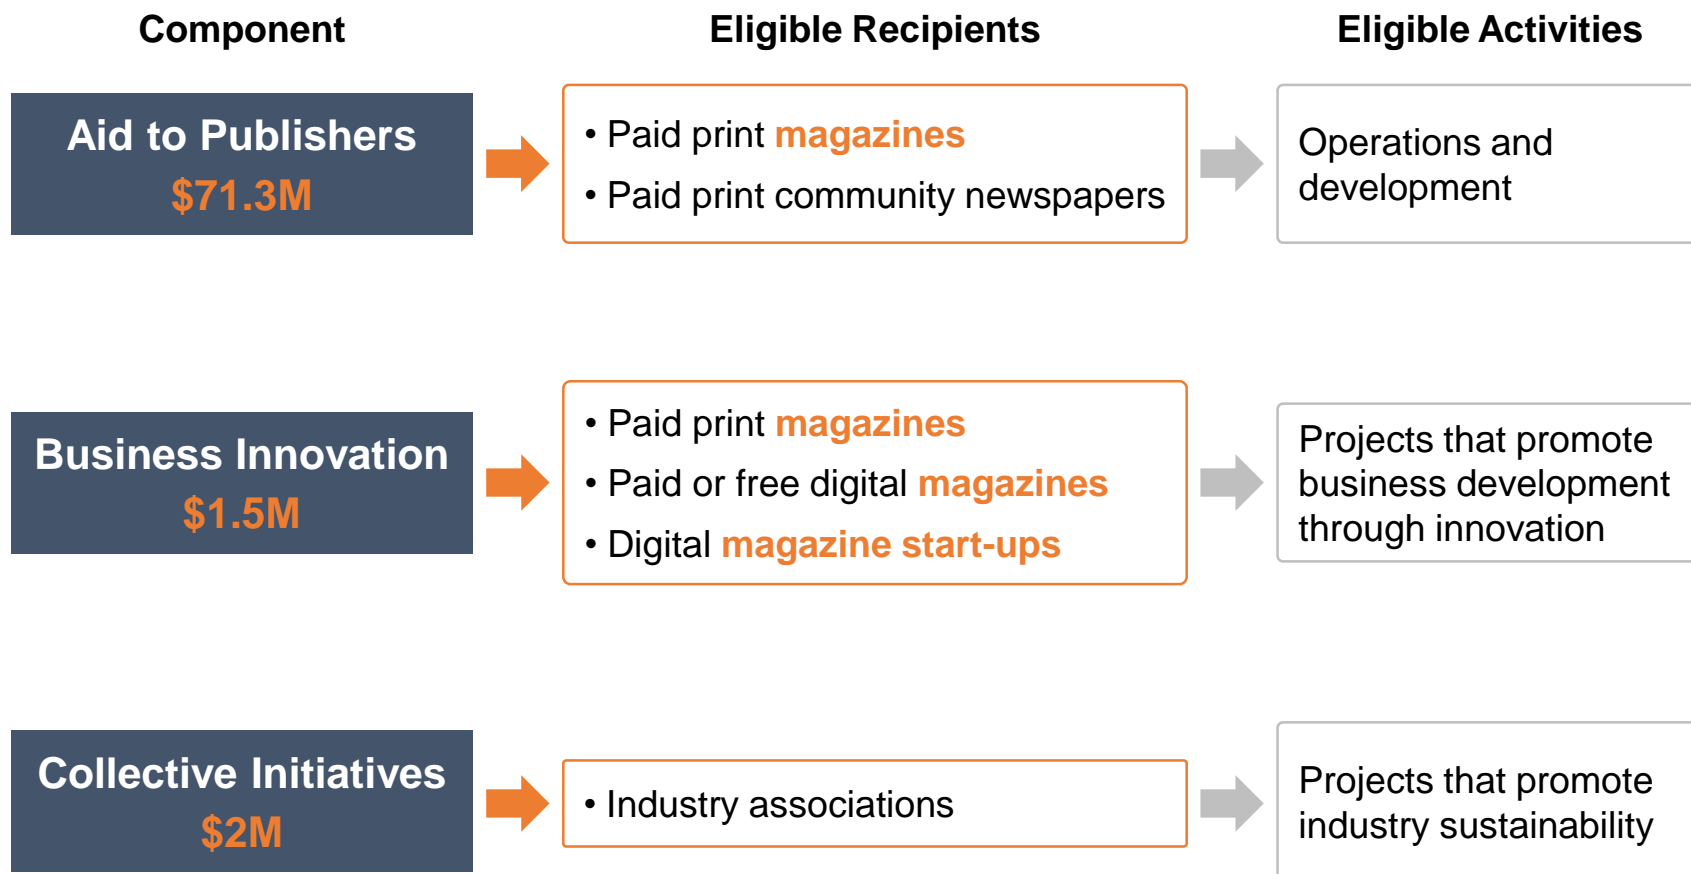 Component
Eligible Recipients
Eligible Activities
Aid to Publishers
$71.3M
• Paid print magazines
• Paid print community newspapers
Operations and
development
Business Innovation
$1.5M
• Paid print magazines
• Paid or free digital magazines
• Digital magazine start-ups
Projects that promote
business development
through innovation
Collective Initiatives
$2M
• Industry associations
Projects that promote
industry sustainability